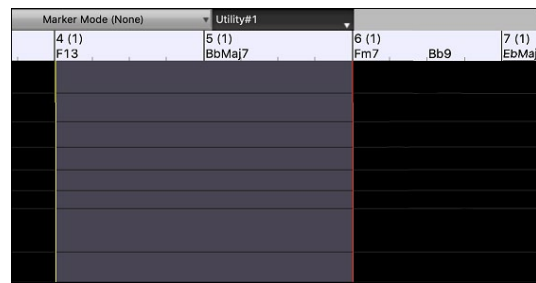 Marker Mode (None) Utility#1
4 (1) 5 (1) 6 (1) 7 (1)
F13 BbMaj7 Fm7 Bb9 EbMaj